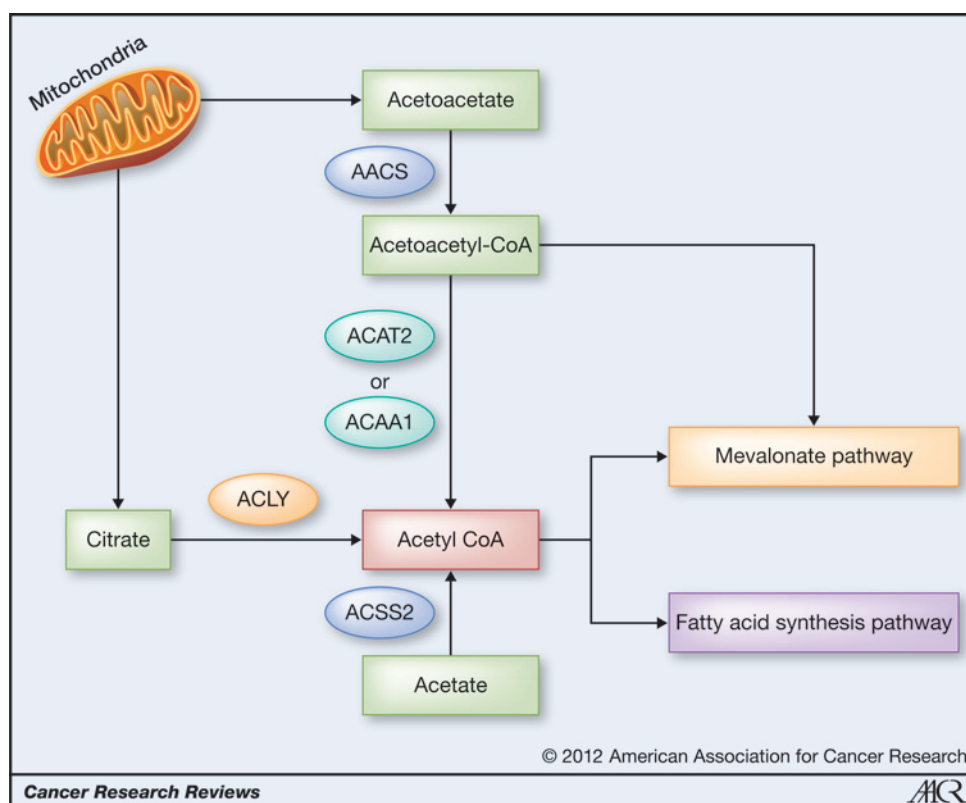 Mitochondria
Acetoacetate
AACS
Acetoacetyl-CoA
ACAT2
or
ACAA1
Mevalonate pathway
ACLY
Citrate
Acetyl CoA
ACSS2
Fatty acid synthesis pathway
Acetate
© 2012 American Association for Cancer Research
Cancer Research Reviews
AACR